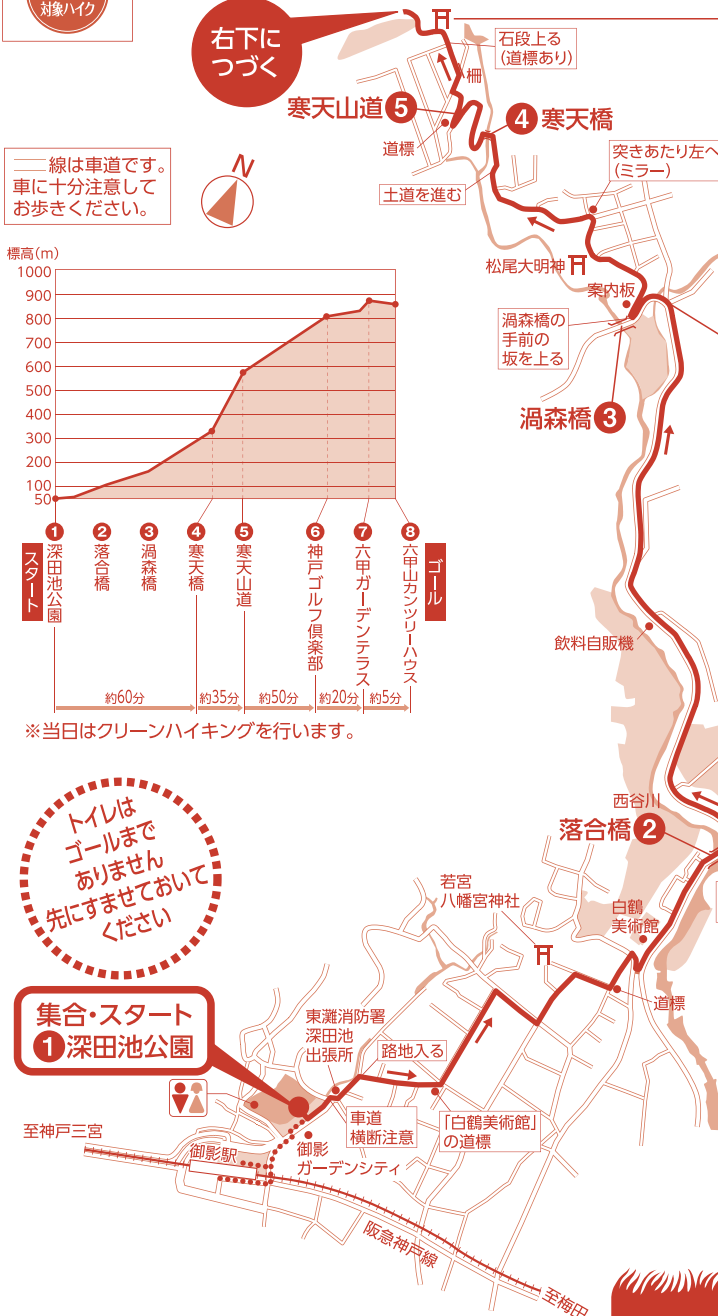 対象ハイク
右下に
つづく
石段上る
(道標あり)
柵
寒天山道 5
道標
4 寒天橋
土道を進む
突きあたり左へ
(ミラー)
線は車道です。
車に十分注意して
お歩きください。
N
松尾大明神
案内板
渦森橋の
手前の
坂を上る
渦森橋 3
標高(m)
1000
900
800
700
600
500
400
300
200
100
50
スタート
1 深田池公園
2 落合橋
3 渦森橋
4 寒天橋
5 寒天山道
6 神戸ゴルフ倶楽部
7 六甲ガーデンテラス
8 六甲山カンツリーハウス
ゴール
約60分
約35分
約50分
約20分
約5分
※当日はクリーンハイキングを行います。
飲料自販機
西谷川
落合橋 2
トイレは
ゴールまで
ありません
先にすませておいて
ください
若宮
八幡宮神社
白鶴
美術館
道標
集合・スタート
1 深田池公園
東灘消防署
深田池
出張所
路地入る
車道
横断注意
「白鶴美術館」
の道標
至神戸三宮
御影駅
御影
ガーデンシティ
阪急神戸線
至梅田